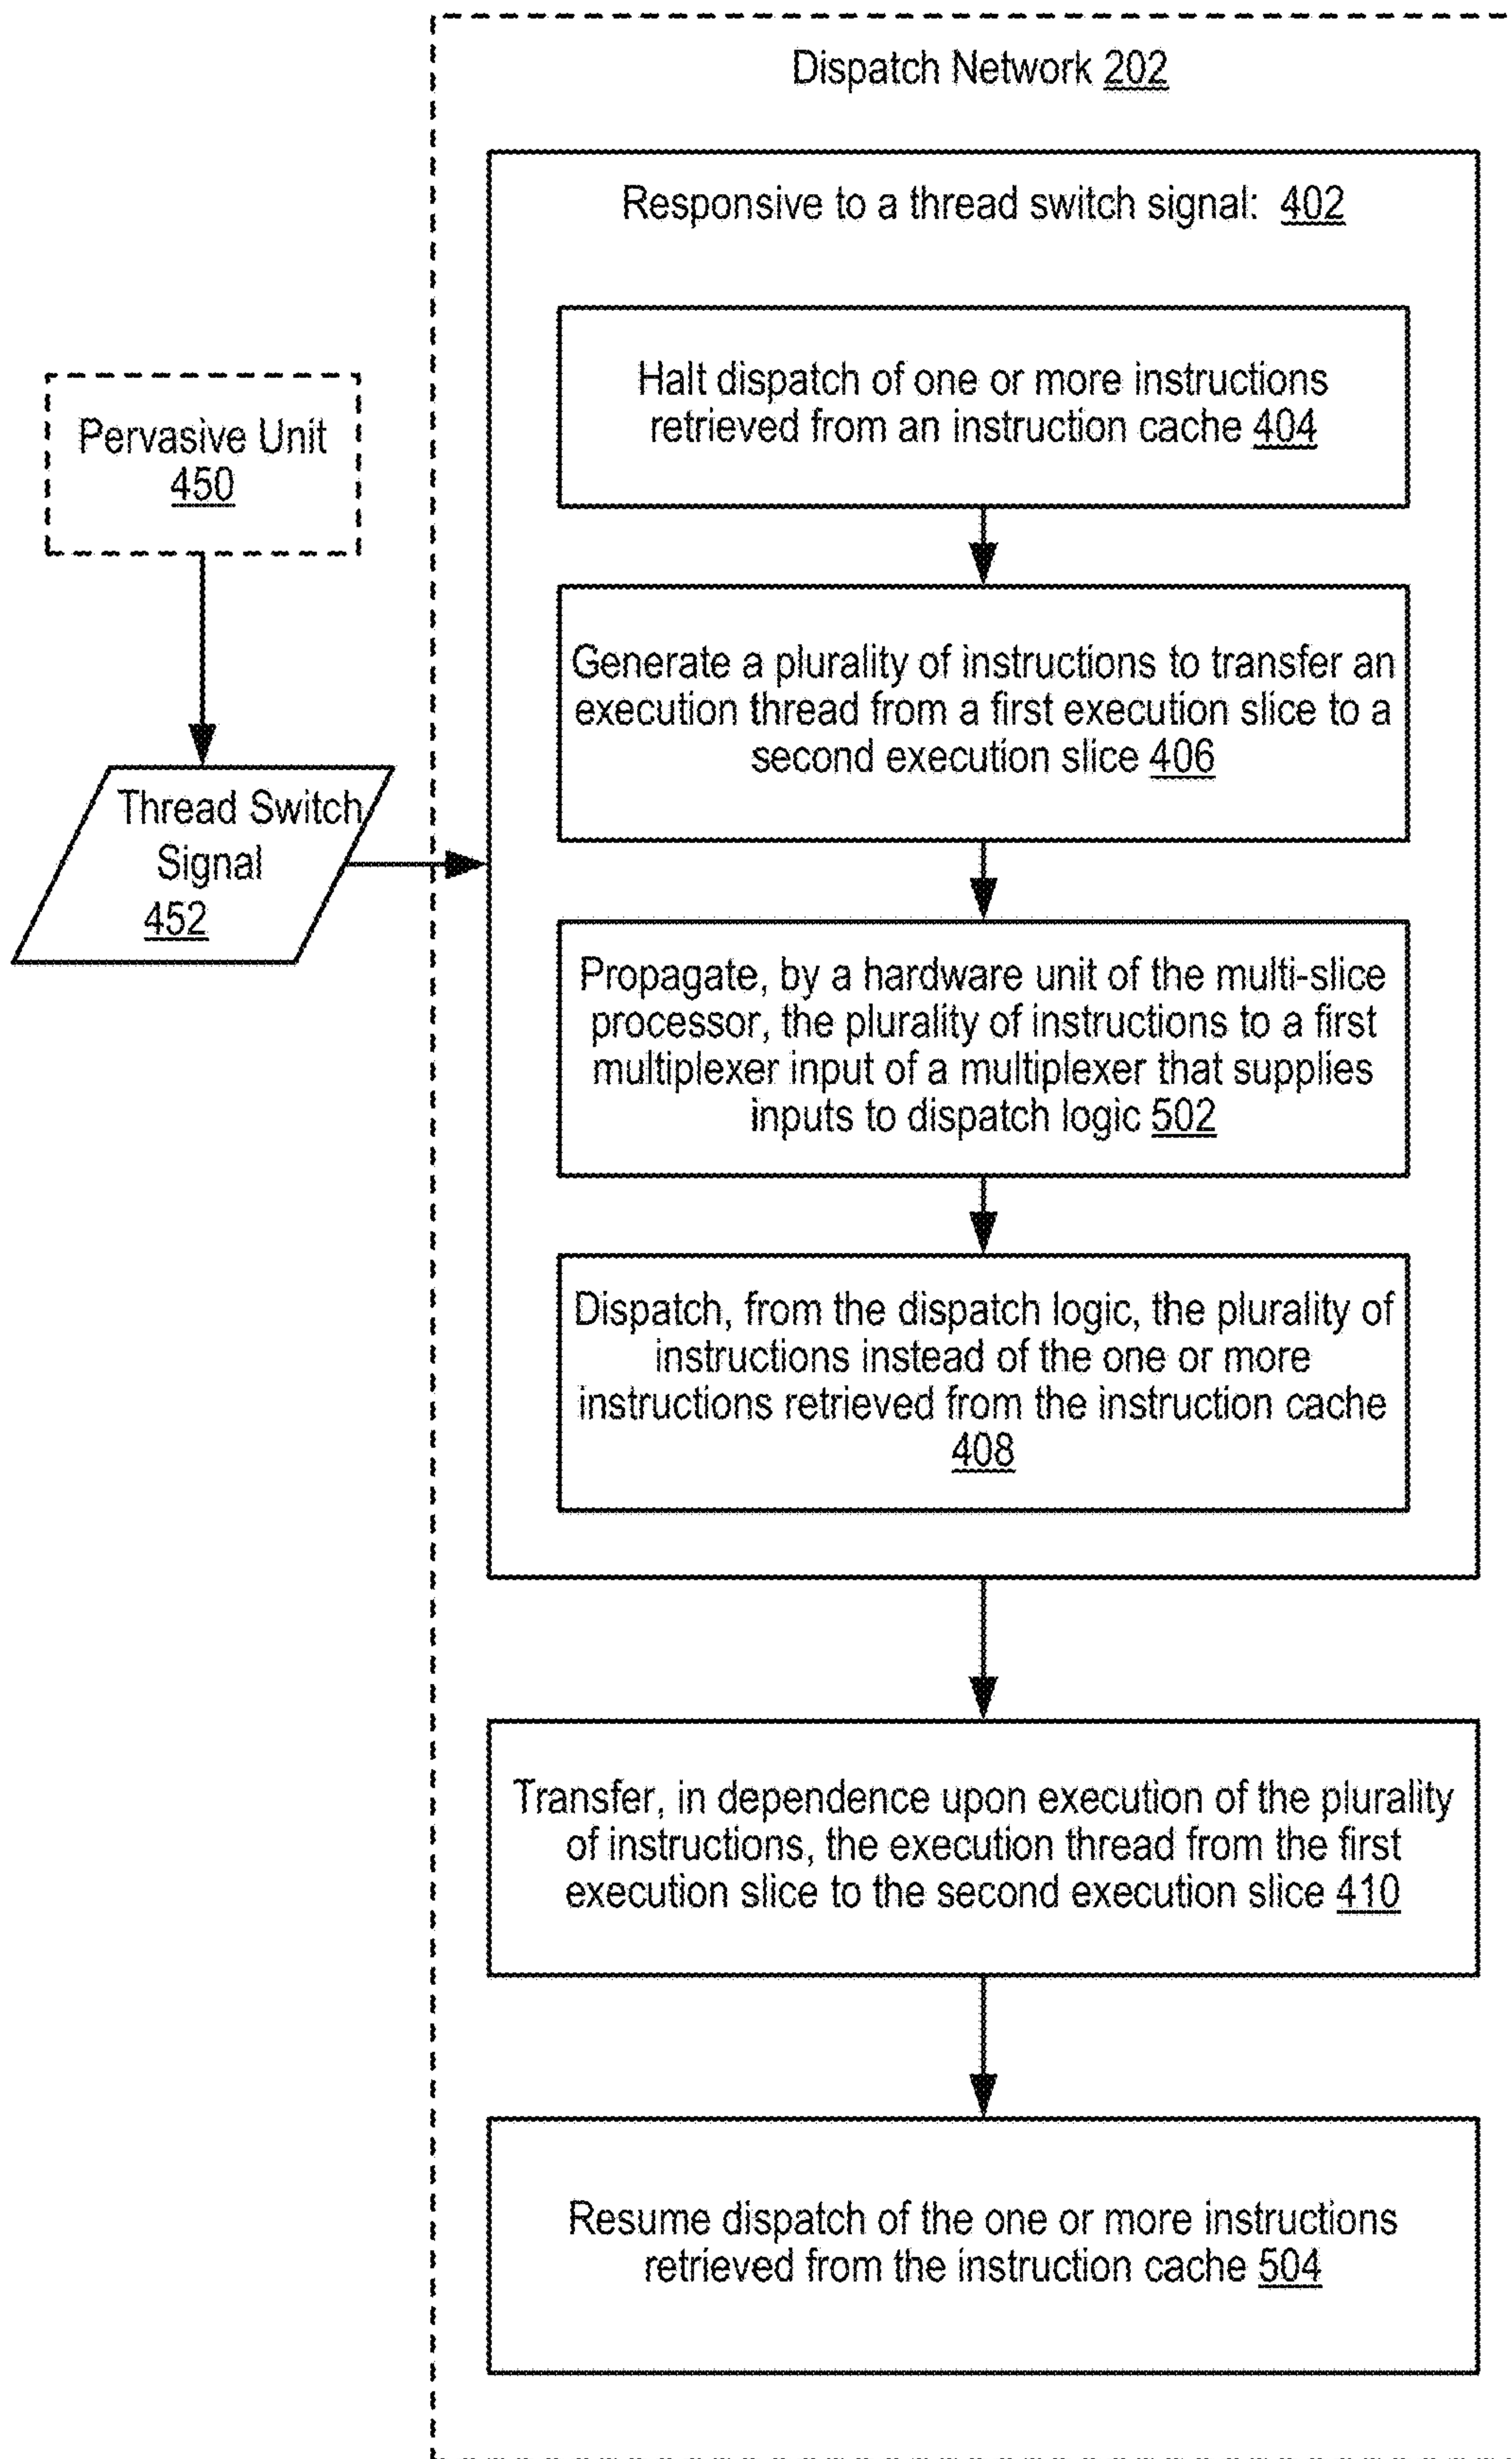 Dispatch Network 202
Responsive to a thread switch signal: 402
Halt dispatch of one or more instructions
retrieved from an instruction cache 404
Pervasive Unit
450
Generate a plurality of instructions to transfer an
execution thread from a first execution slice to a
second execution slice 406
Thread Switch
Signal
452
Propagate, by a hardware unit of the multi-slice
processor, the plurality of instructions to a first
multiplexer input of a multiplexer that supplies
inputs to dispatch logic 502
Dispatch, from the dispatch logic, the plurality of
instructions instead of the one or more
instructions retrieved from the instruction cache
408
Transfer, in dependence upon execution of the plurality
of instructions, the execution thread from the first
execution slice to the second execution slice 410
Resume dispatch of the one or more instructions
retrieved from the instruction cache 504